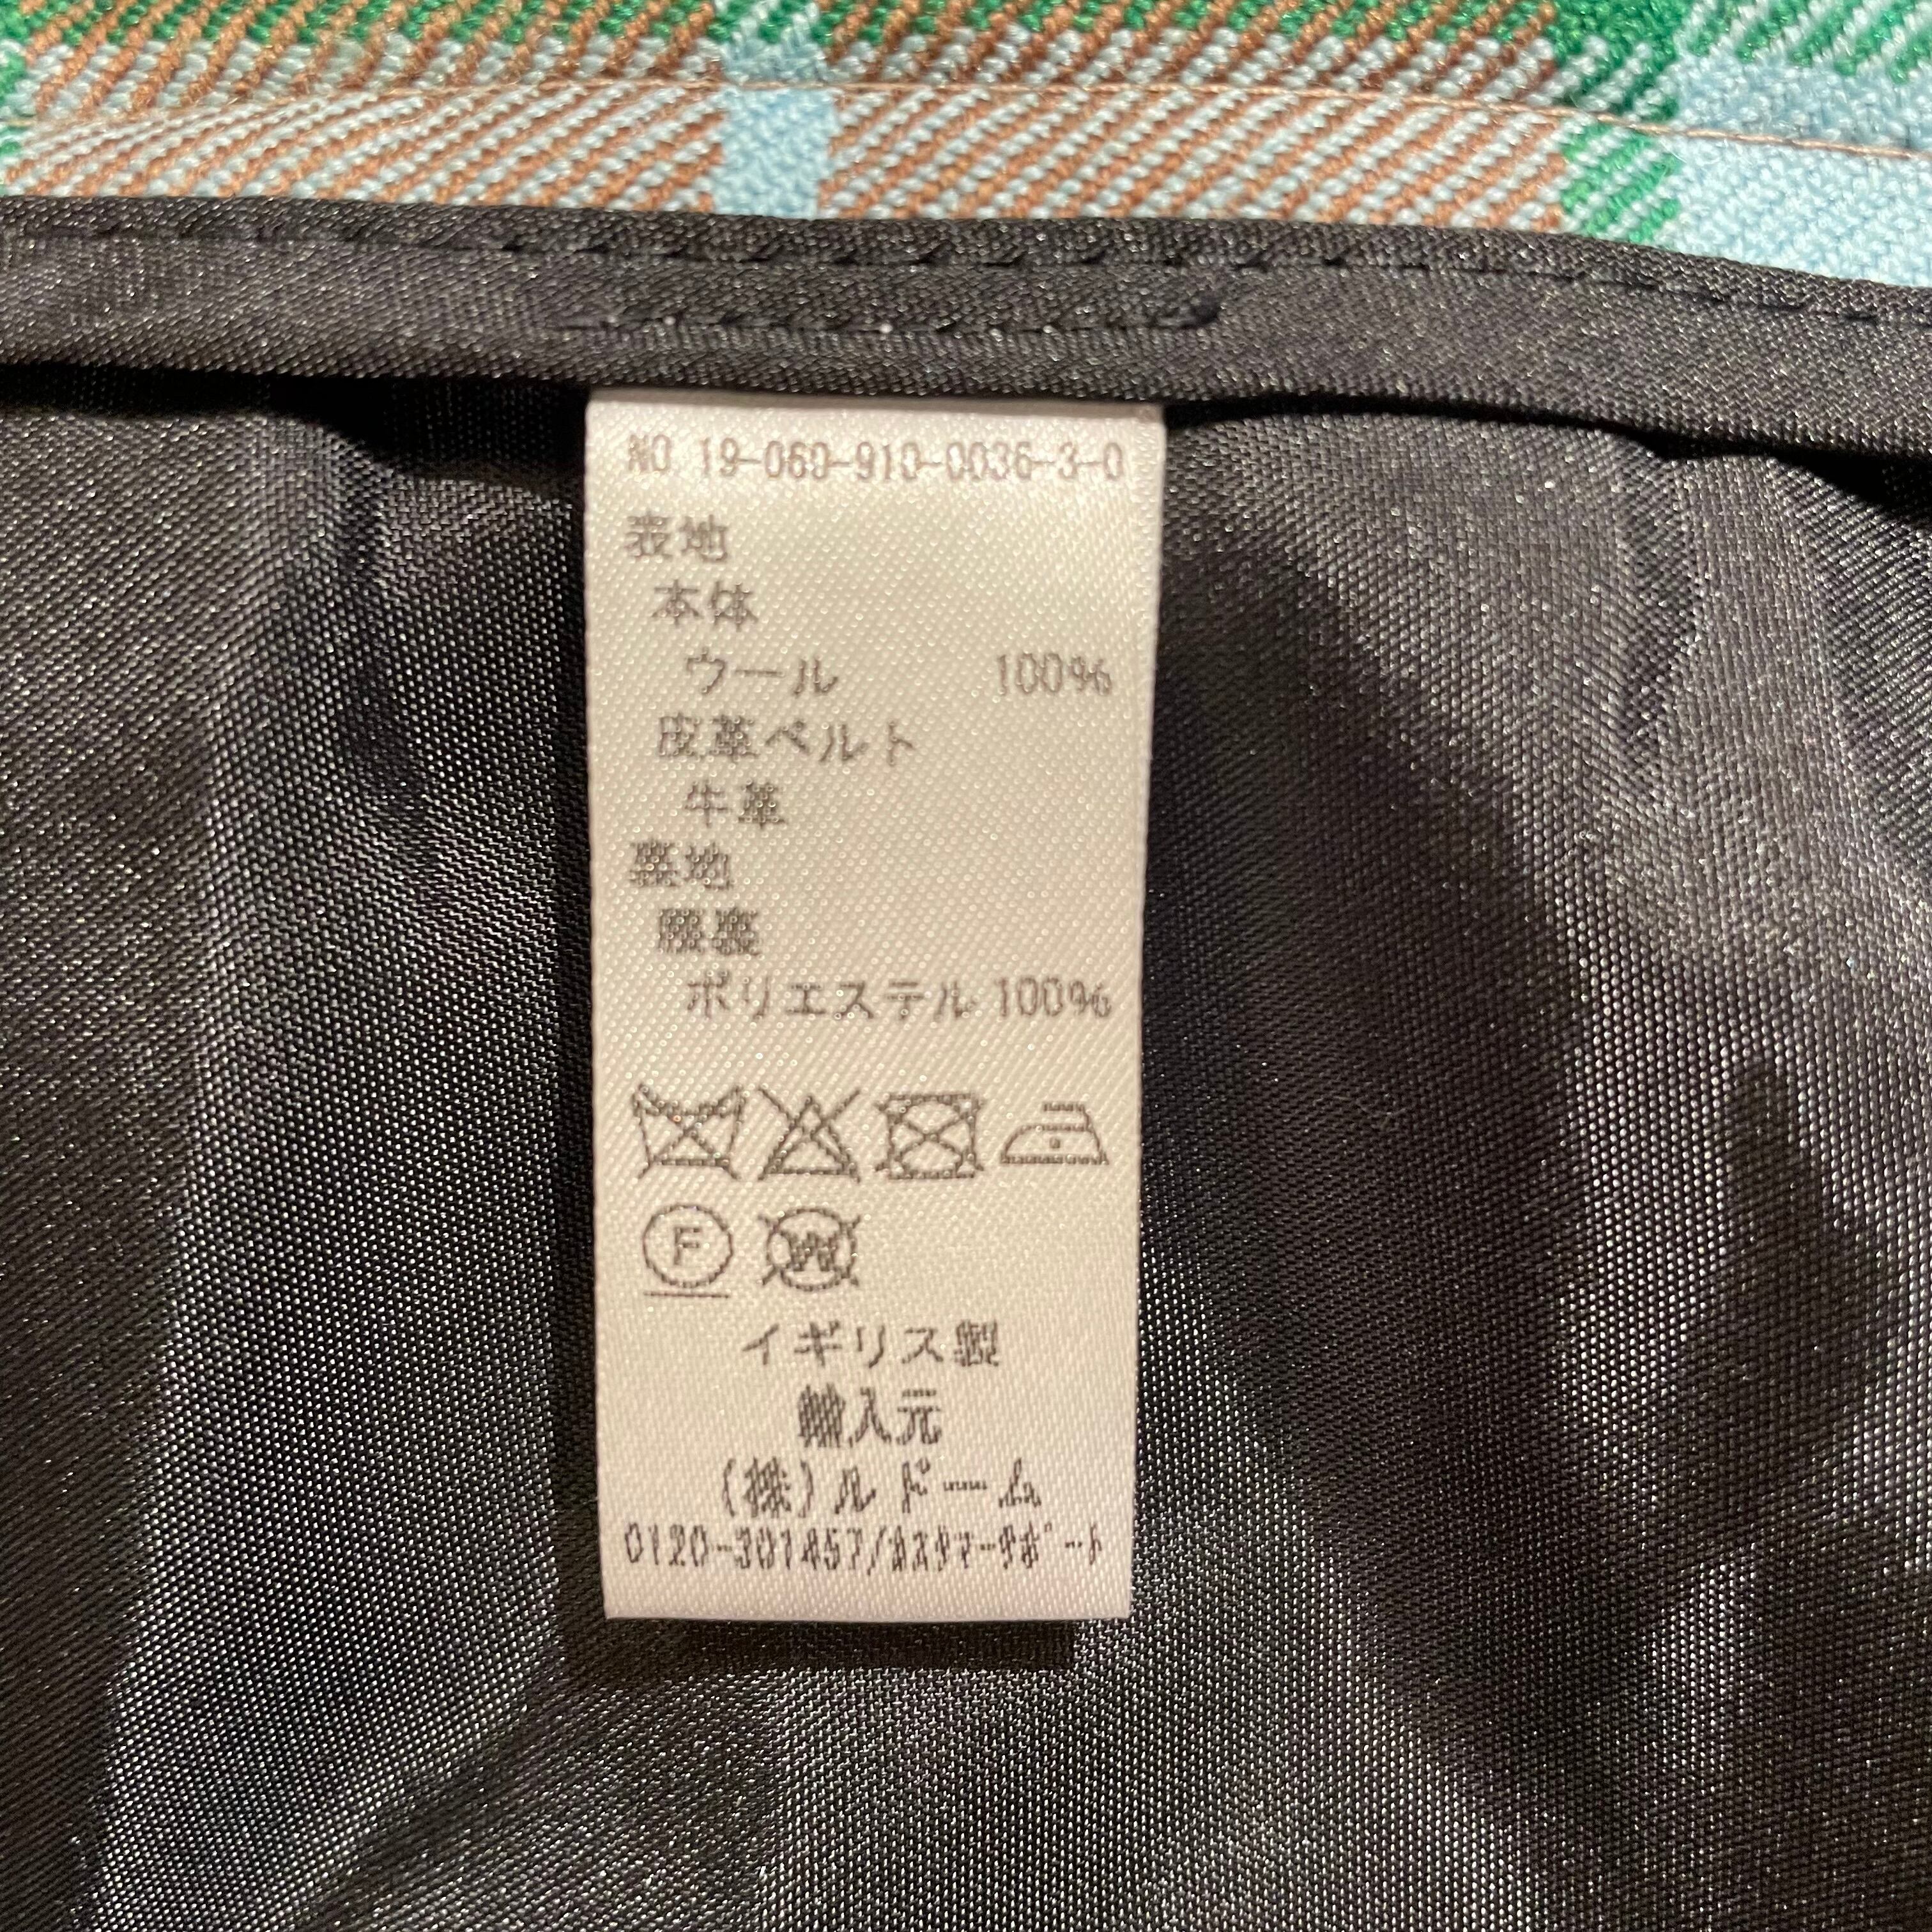 NO 19-060-910-0036-3-0
表地
本体
ウール 100%
皮革ベルト
牛革
裏地
腰裏
ポリエステル 100%
F W
イギリス製
輸入元
(株)ルドーム
0120-301457/カスタマーサポート